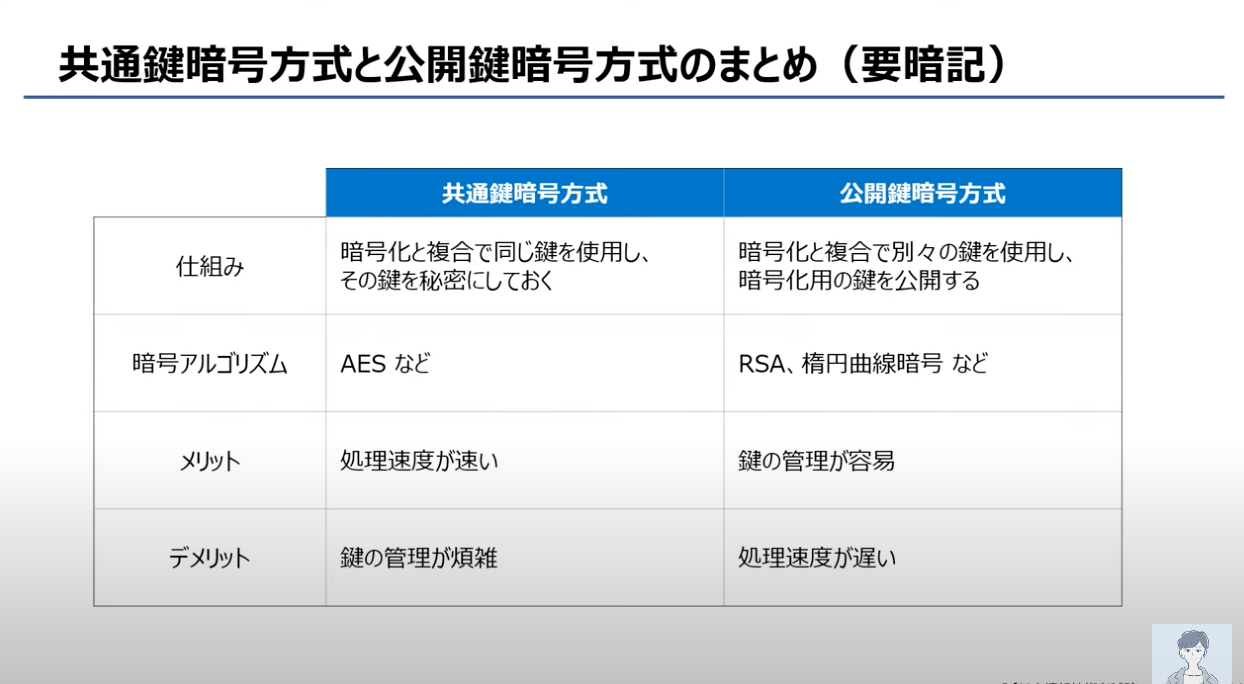 共通鍵暗号方式と公開鍵暗号方式のまとめ（要暗記）
共通鍵暗号方式
公開鍵暗号方式
仕組み
暗号化と複合で同じ鍵を使用し、
その鍵を秘密にしておく
暗号化と複合で別々の鍵を使用し、
暗号化用の鍵を公開する
暗号アルゴリズム
AES など
RSA、楕円曲線暗号 など
メリット
処理速度が速い
鍵の管理が容易
デメリット
鍵の管理が煩雑
処理速度が遅い